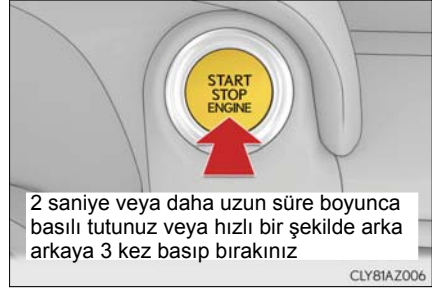 START
STOP
ENGINE
2 saniye veya daha uzun süre boyunca
basılı tutunuz veya hızlı bir şekilde arka
arkaya 3 kez basıp bırakınız
CLY81AZ006